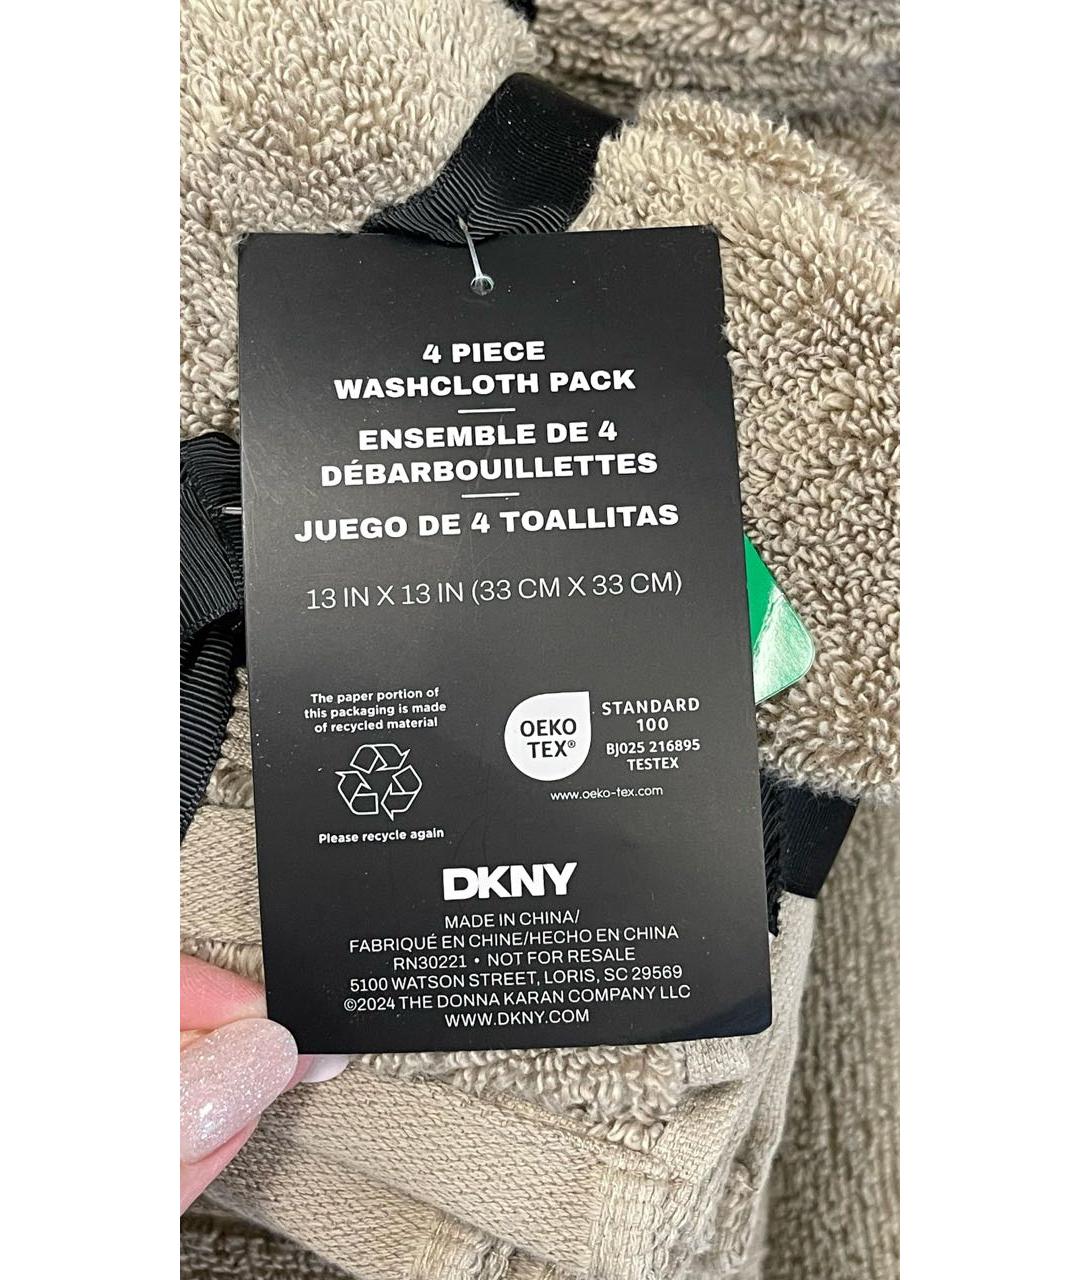 4 PIECE
WASHCLOTH PACK
ENSEMBLE DE 4
DÉBARBOUILLETTES
JUEGO DE 4 TOALLITAS
13 IN X 13 IN (33 CM X 33 CM)
The paper portion of
this packaging is made
of recycled material
Please recycle again
OEKO
TEX®
STANDARD
100
BJ025 216895
TESTEX
www.oeko-tex.com
DKNY
MADE IN CHINA/
FABRIQUÉ EN CHINE/HECHO EN CHINA
RN30221 • NOT FOR RESALE
5100 WATSON STREET, LORIS, SC 29569
©2024 THE DONNA KARAN COMPANY LLC
WWW.DKNY.COM